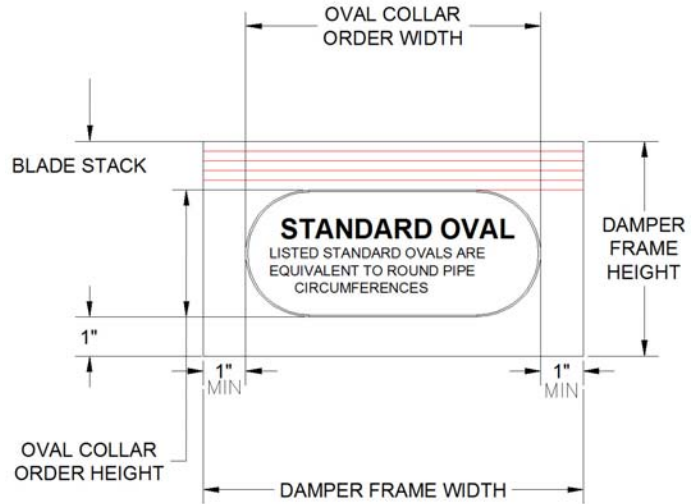 OVAL COLLAR
ORDER WIDTH
BLADE STACK
STANDARD OVAL
LISTED STANDARD OVALS ARE
EQUIVALENT TO ROUND PIPE
CIRCUMFERENCES
DAMPER
FRAME
HEIGHT
1"
1"
MIN
1"
MIN
OVAL COLLAR
ORDER HEIGHT
DAMPER FRAME WIDTH